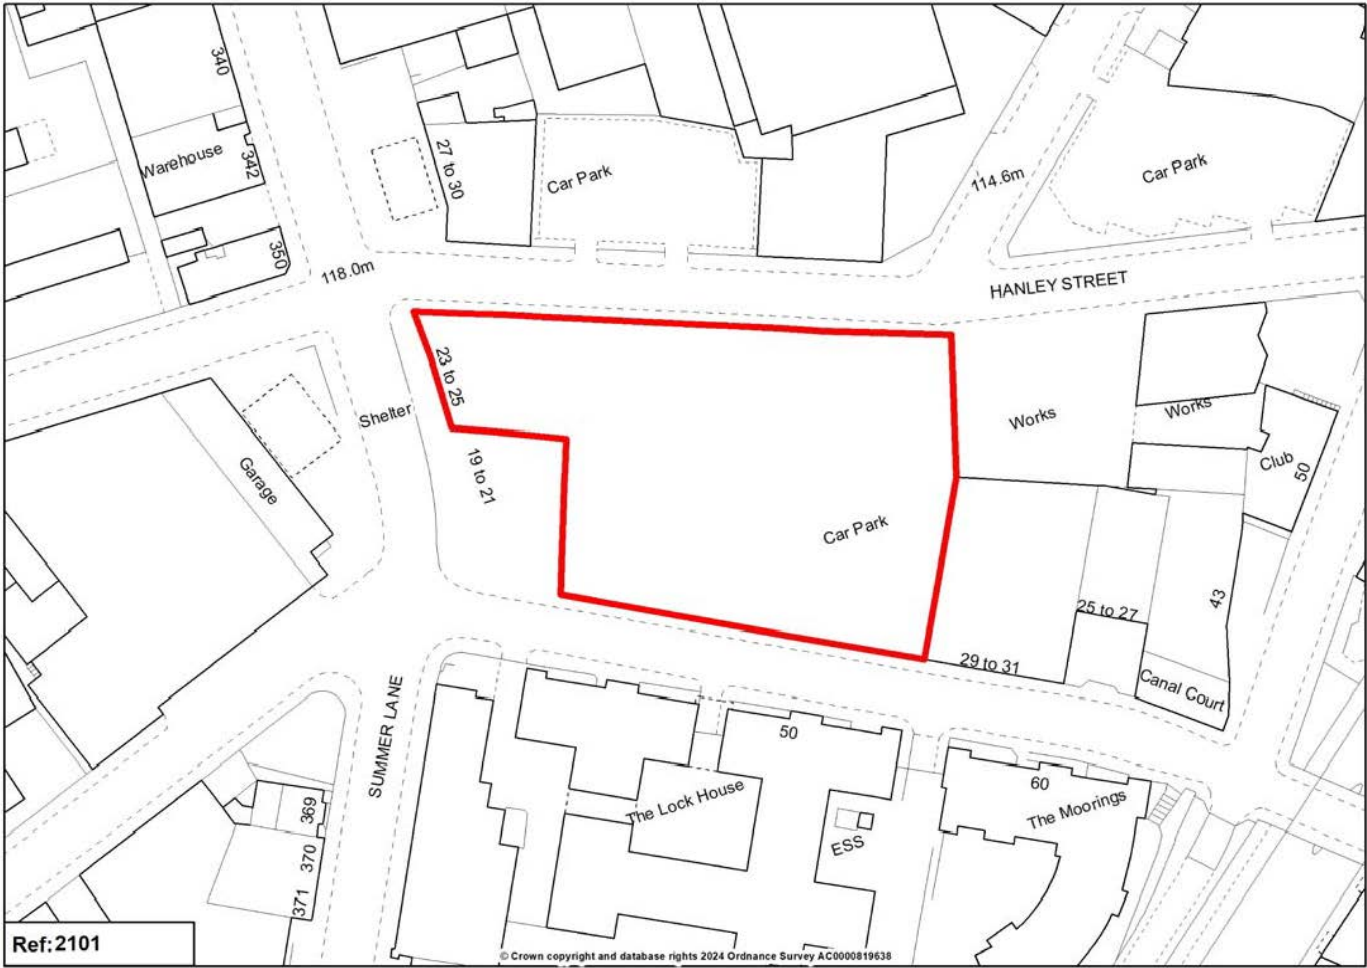 340
Warehouse
342
27 to 30
Car Park
Car Park
114.6m
350
118.0m
HANLEY STREET
23 to 25
Shelter
Works
Works
19 to 21
Club
50
Garage
Car Park
25 to 27
43
29 to 31
Canal Court
SUMMER LANE
50
60
The Lock House
The Moorings
369
ESS
370
371
Ref:2101
© Crown copyright and database rights 2024 Ordnance Survey AC0000819638